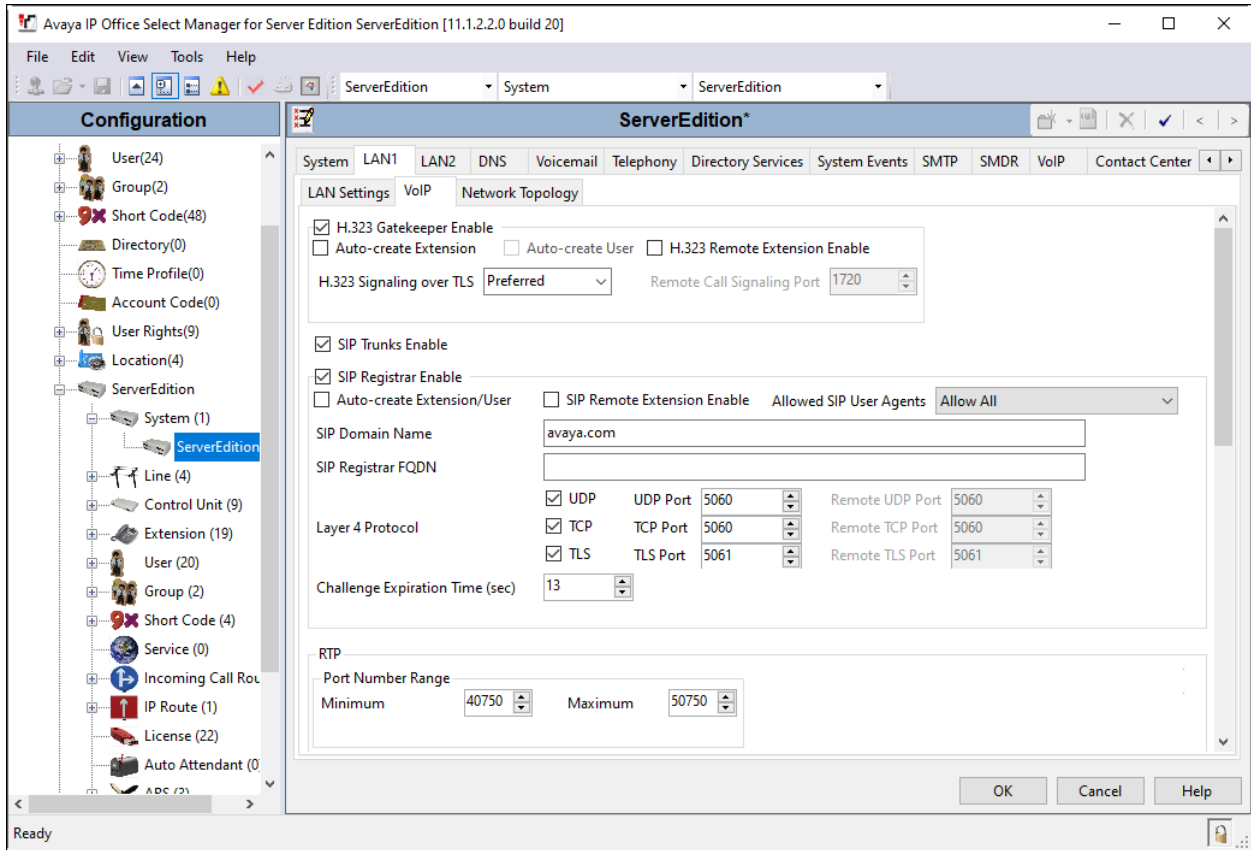 Avaya IP Office Select Manager for Server Edition ServerEdition [11.1.2.2.0 build 20]
File Edit View Tools Help
ServerEdition System ServerEdition
Configuration
User(24)
Group(2)
Short Code(48)
Directory(0)
Time Profile(0)
Account Code(0)
User Rights(9)
Location(4)
ServerEdition
System (1)
ServerEdition
Line (4)
Control Unit (9)
Extension (19)
User (20)
Group (2)
Short Code (4)
Service (0)
Incoming Call Rou
IP Route (1)
License (22)
Auto Attendant (0
ServerEdition*
System LAN1 LAN2 DNS Voicemail Telephony Directory Services System Events SMTP SMDR VoIP Contact Center
LAN Settings VoIP Network Topology
H.323 Gatekeeper Enable
Auto-create Extension Auto-create User H.323 Remote Extension Enable
H.323 Signaling over TLS Preferred Remote Call Signaling Port 1720
SIP Trunks Enable
SIP Registrar Enable
Auto-create Extension/User SIP Remote Extension Enable Allowed SIP User Agents Allow All
SIP Domain Name avaya.com
SIP Registrar FQDN
UDP UDP Port 5060 Remote UDP Port 5060
Layer 4 Protocol TCP TCP Port 5060 Remote TCP Port 5060
TLS TLS Port 5061 Remote TLS Port 5061
Challenge Expiration Time (sec) 13
RTP
Port Number Range
Minimum 40750 Maximum 50750
OK Cancel Help
Ready